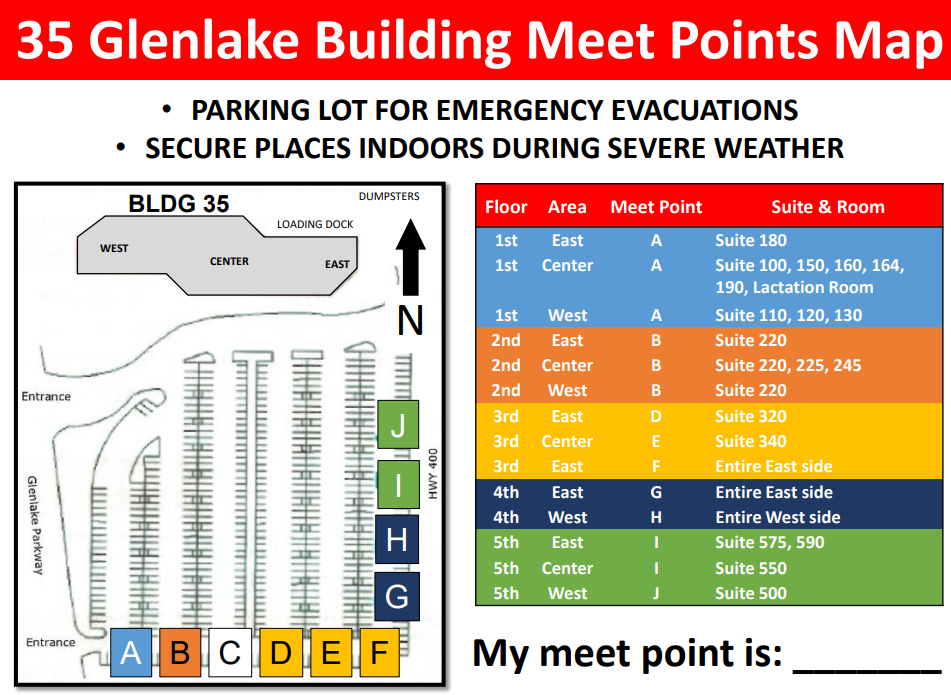 35 Glenlake Building Meet Points Map
• PARKING LOT FOR EMERGENCY EVACUATIONS
• SECURE PLACES INDOORS DURING SEVERE WEATHER
BLDG 35
DUMPSTERS
LOADING DOCK
WEST
CENTER
EAST
N
Entrance
J
I
HWY 400
Glenlake Parkway
H
G
Entrance
A B C D E F
Floor Area Meet Point Suite & Room
1st East A Suite 180
1st Center A Suite 100, 150, 160, 164,
190, Lactation Room
1st West A Suite 110, 120, 130
2nd East B Suite 220
2nd Center B Suite 220, 225, 245
2nd West B Suite 220
3rd East D Suite 320
3rd Center E Suite 340
3rd East F Entire East side
4th East G Entire East side
4th West H Entire West side
5th East I Suite 575, 590
5th Center I Suite 550
5th West J Suite 500
My meet point is: _______